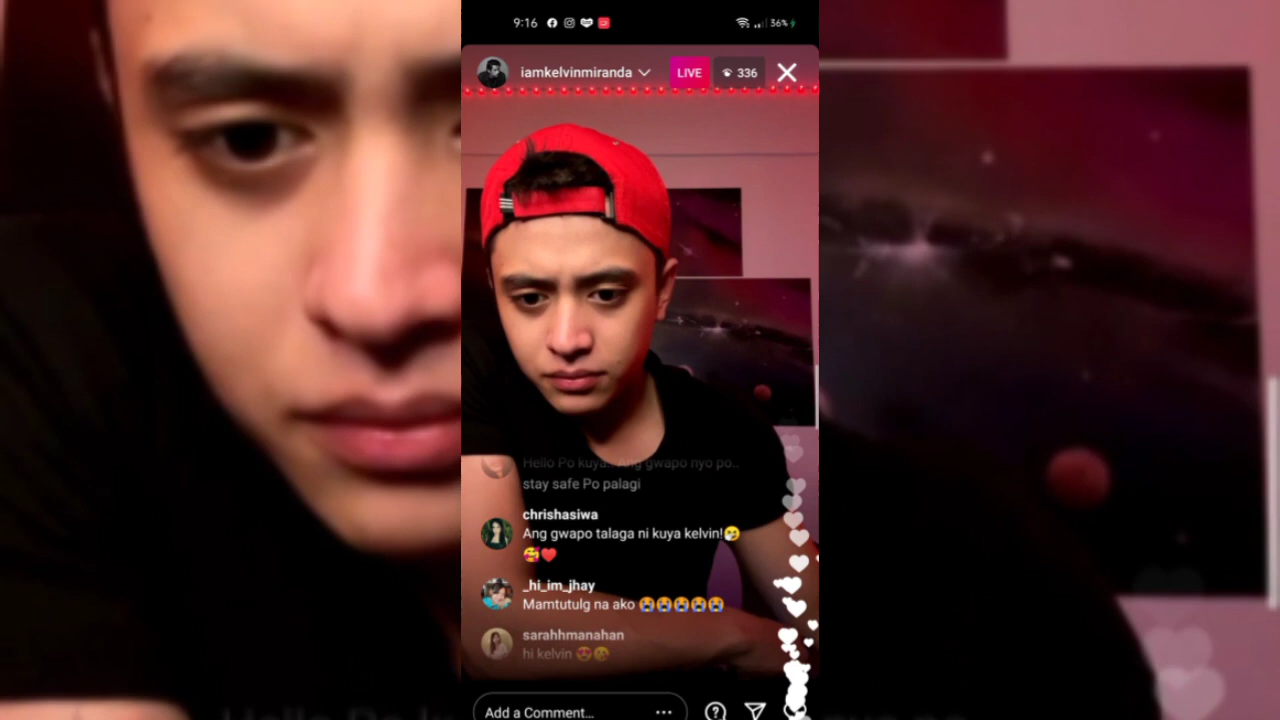 9:16
36%
iamkelvinmiranda
LIVE
336
Hello Po kuya.. Ang gwapo nyo po..
stay safe Po palagi
chrishasiwa
Ang gwapo talaga ni kuya kelvin!🤭
🥰❤️
_hi_im_jhay
Mamtutulg na ako 😭😭😭😭😭
sarahhmanahan
hi kelvin 😍😘
Add a Comment...